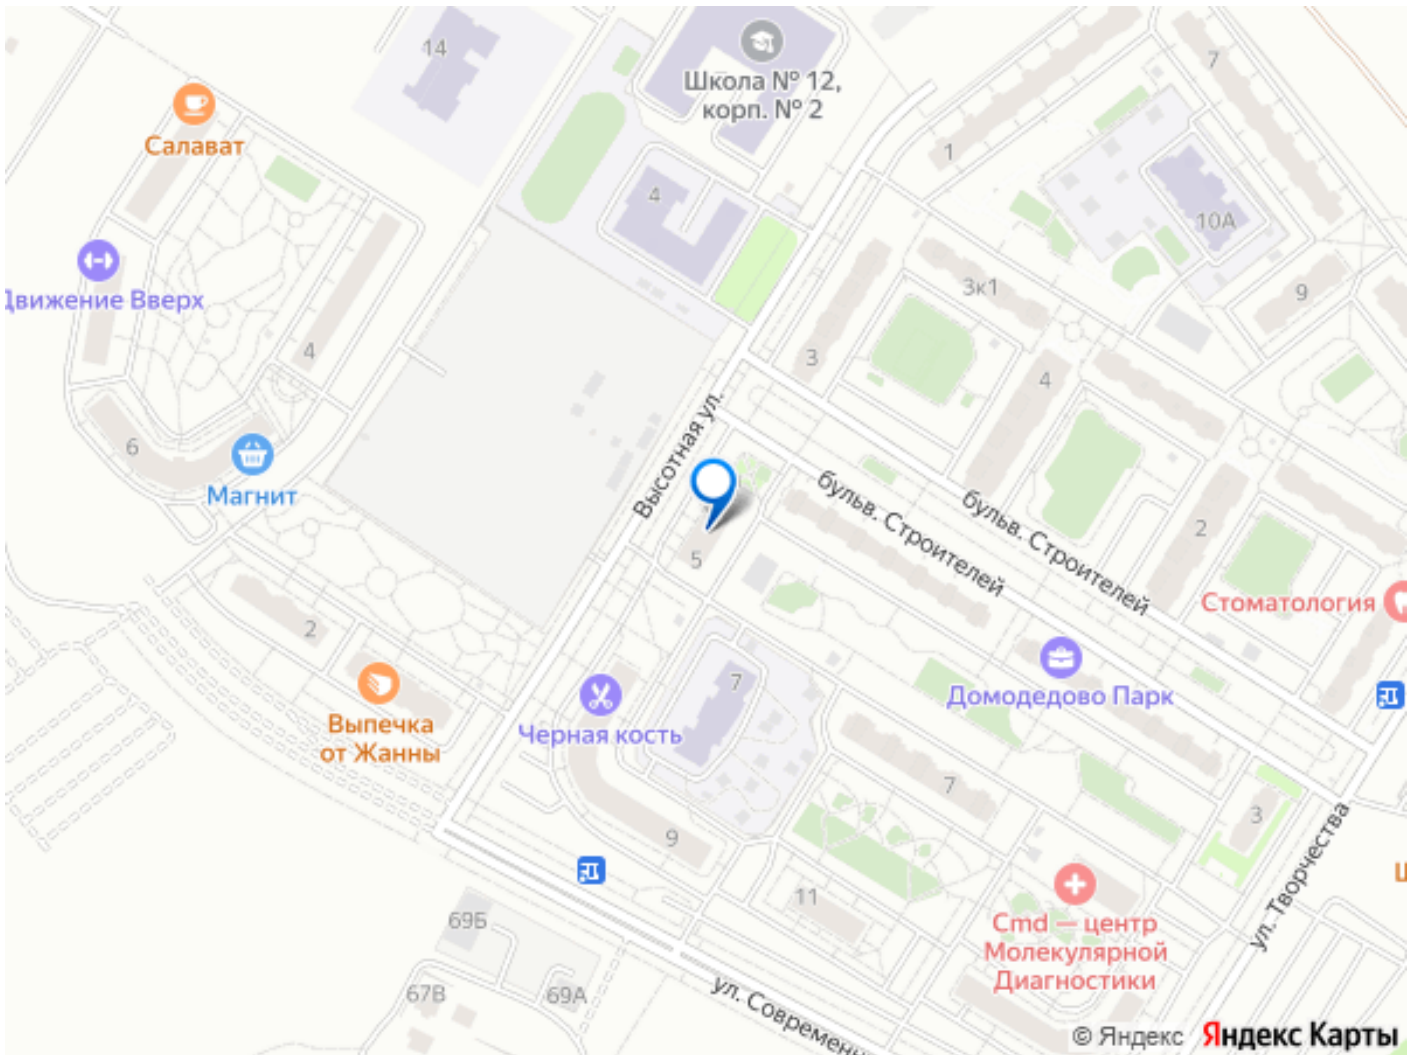 14
Школа № 12,
корп. № 2
7
Салават
1
4
10А
Движение Вверх
3к1
9
4
3
4
Высотная ул.
6
Магнит
бульв. Строителей
бульв. Строителей
2
5
Стоматология
2
7
Домодедово Парк
Выпечка
от Жанны
Черная кость
7
3
9
ул. Творчества
11
69Б
Cmd — центр
Молекулярной
Диагностики
67В
69А
ул. Современн
© Яндекс Яндекс Карты